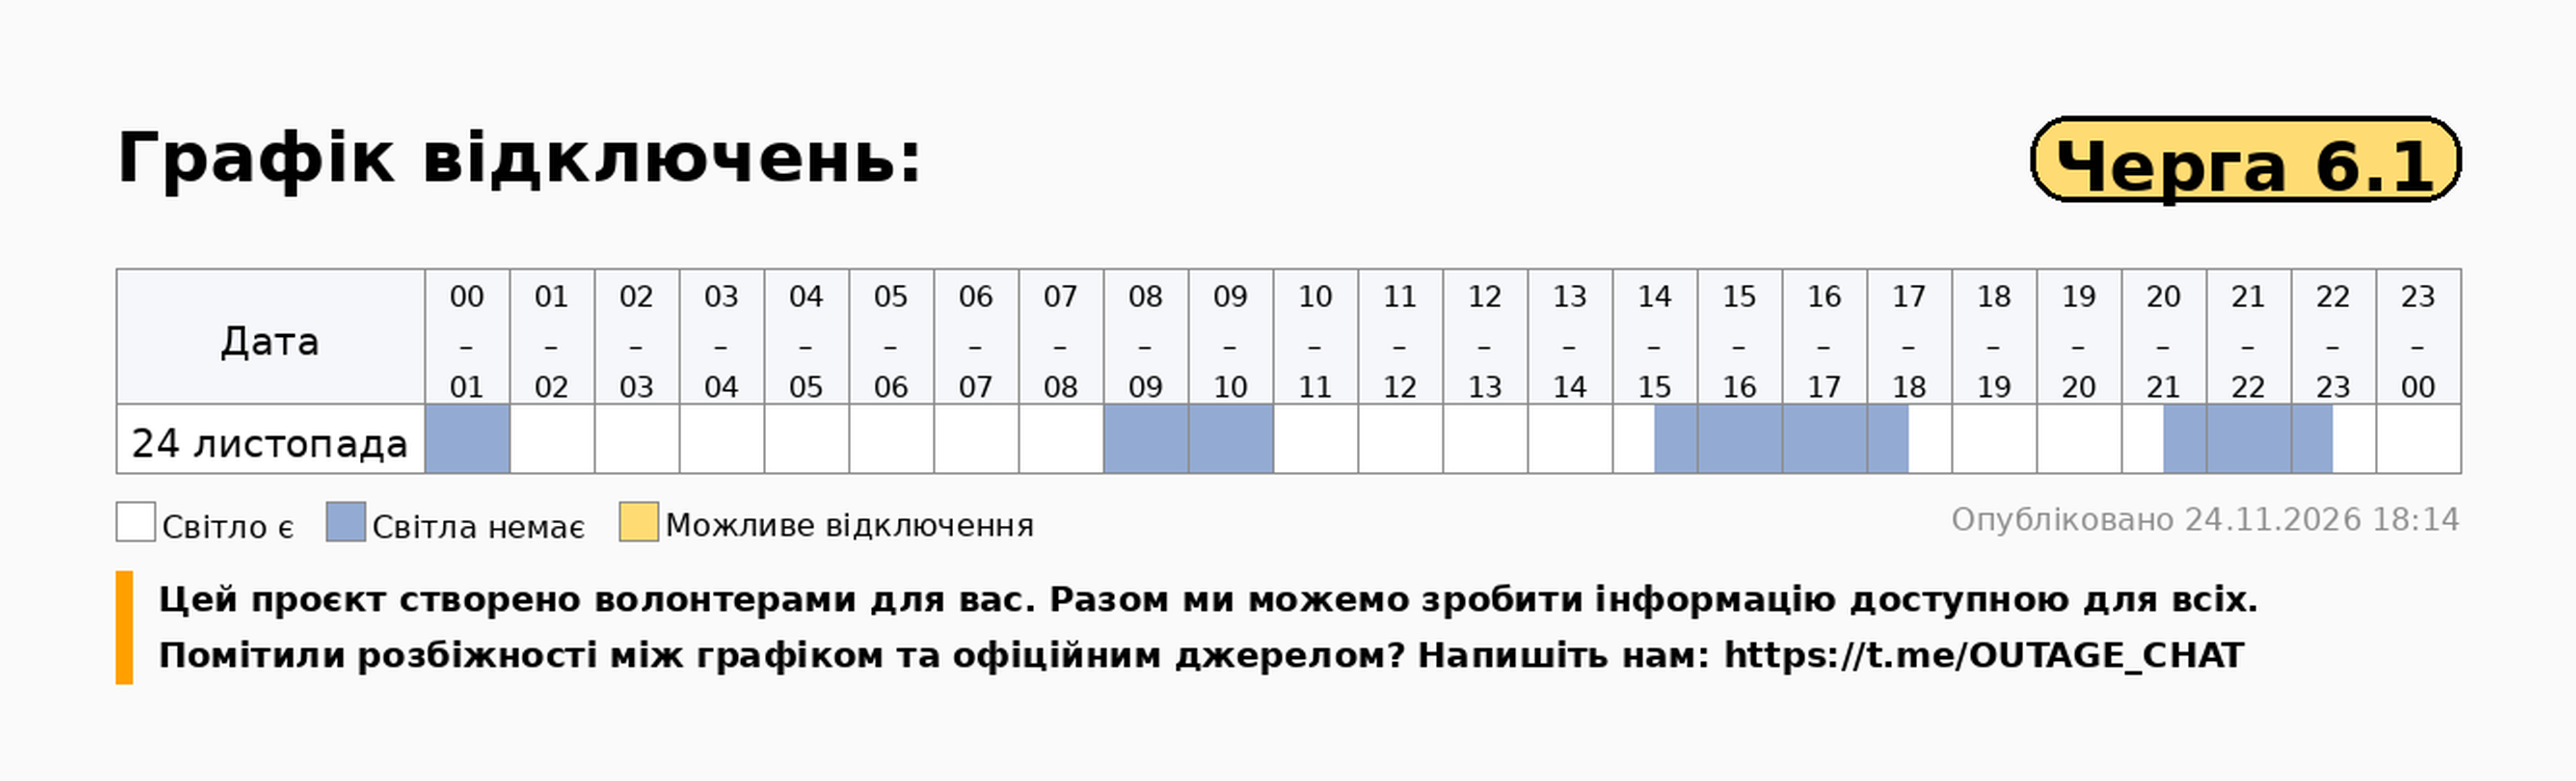 Графік відключень:
Черга 6.1
Дата
00 – 01
01 – 02
02 – 03
03 – 04
04 – 05
05 – 06
06 – 07
07 – 08
08 – 09
09 – 10
10 – 11
11 – 12
12 – 13
13 – 14
14 – 15
15 – 16
16 – 17
17 – 18
18 – 19
19 – 20
20 – 21
21 – 22
22 – 23
23 – 00
24 листопада
Світло є
Світла немає
Можливе відключення
Опубліковано 24.11.2026 18:14
Цей проєкт створено волонтерами для вас. Разом ми можемо зробити інформацію доступною для всіх.
Помітили розбіжності між графіком та офіційним джерелом? Напишіть нам: https://t.me/OUTAGE_CHAT